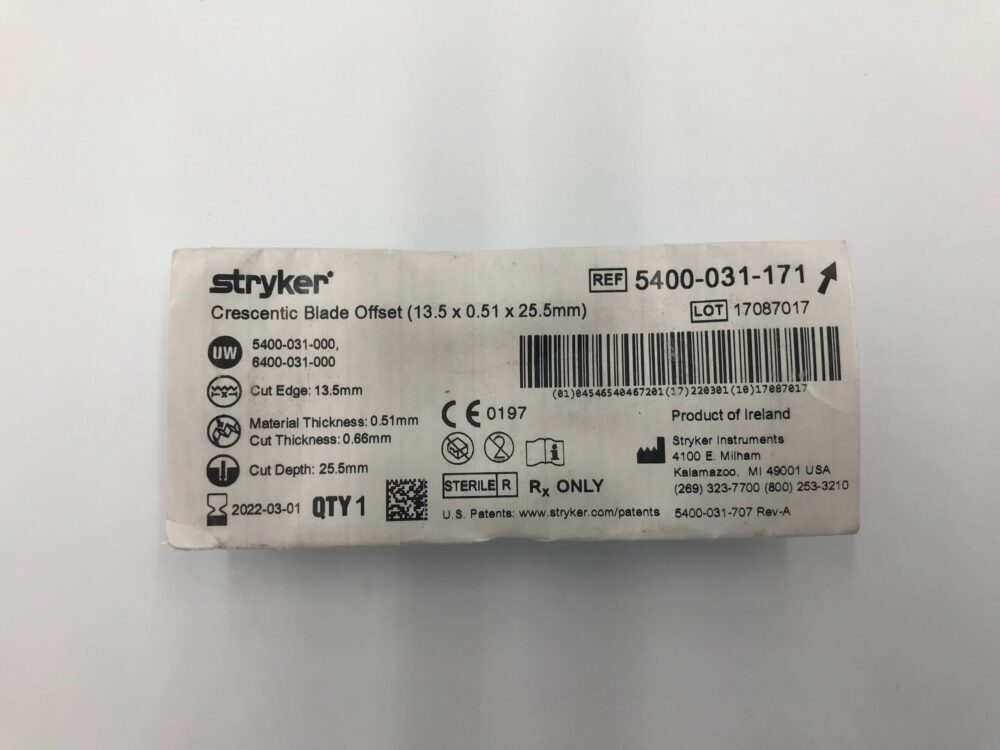 stryker
REF 5400-031-171
Crescentic Blade Offset (13.5 x 0.51 x 25.5mm)
LOT 17087017
UW 5400-031-000,
6400-031-000
(01)04546540467201(17)220301(10)17087017
Cut Edge: 13.5mm
CE 0197
Product of Ireland
Material Thickness: 0.51mm
Cut Thickness: 0.66mm
2
i
Stryker Instruments
4100 E. Milham
Kalamazoo, MI 49001 USA
(269) 323-7700 (800) 253-3210
Cut Depth: 25.5mm
STERILE R
Rx ONLY
2022-03-01
QTY 1
U.S. Patents: www.stryker.com/patents
5400-031-707 Rev-A